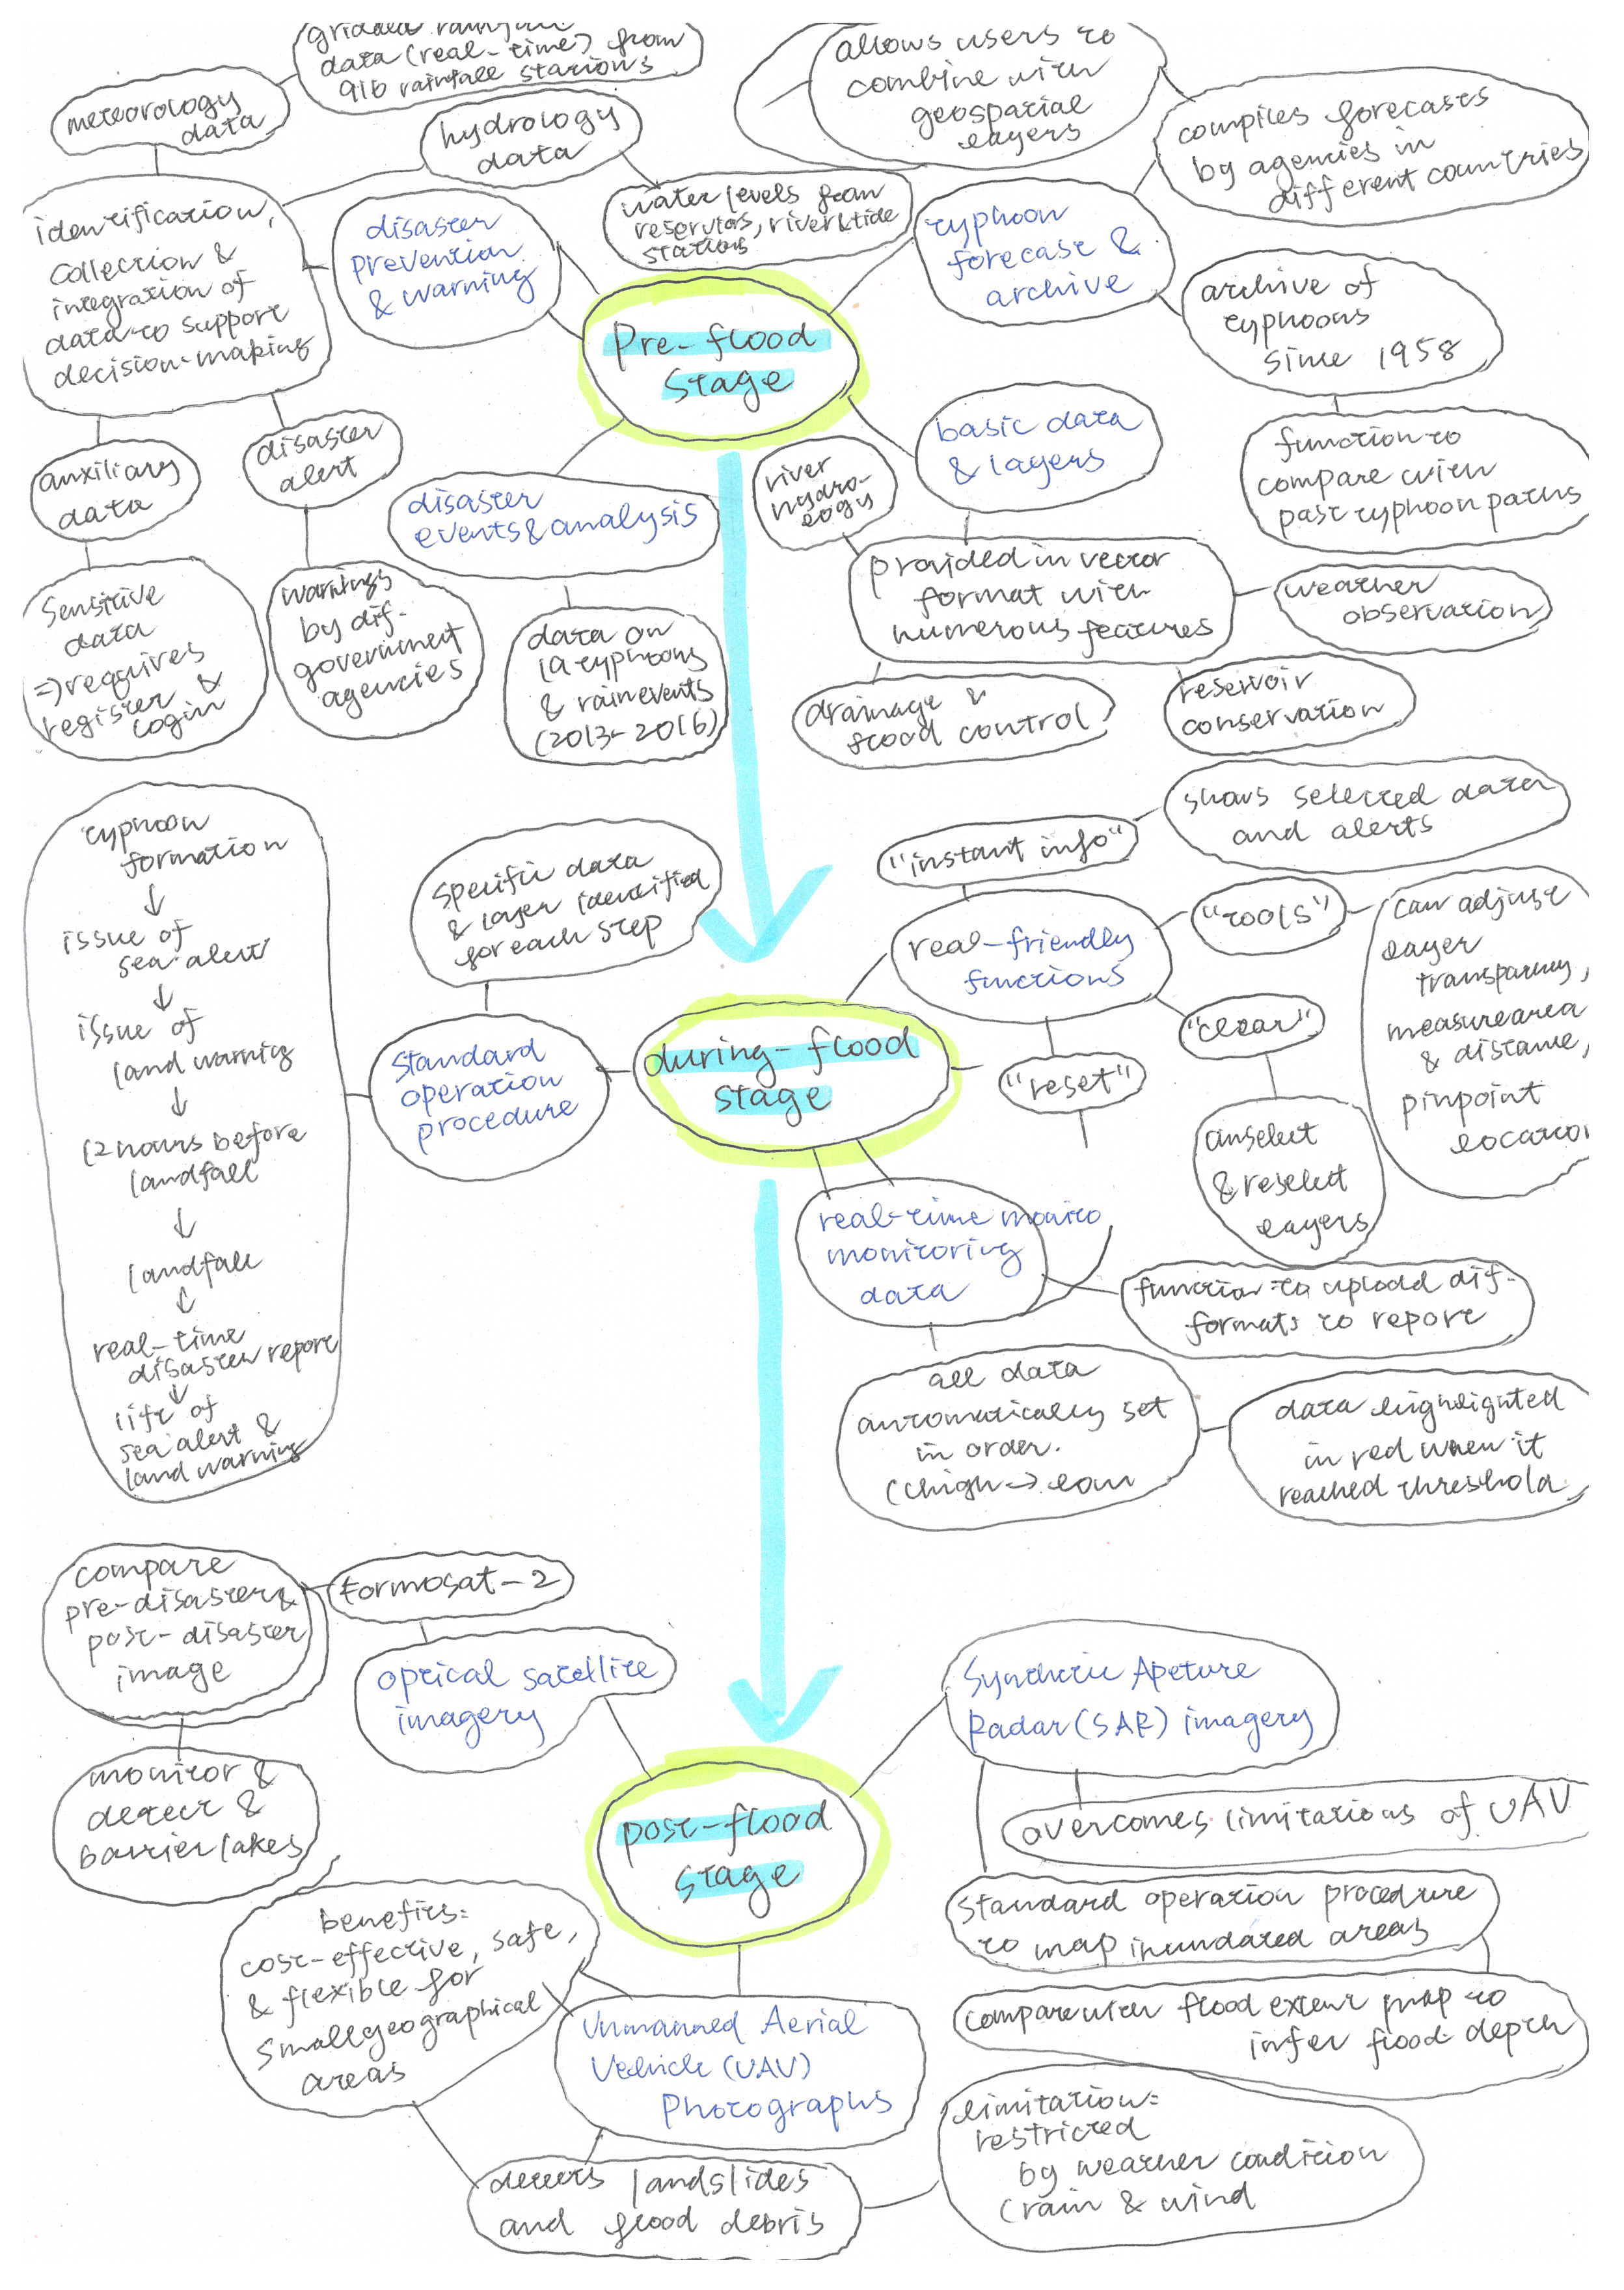 gridded rainfall
data (real-time) from
916 rainfall stations
meteorology
data
hydrology
data
water levels from
reservtors, river & tide
stations
allows users to
combine with
geospatial
layers
compiles forecasts
by agencies in
different countries
identification,
collection &
integration of
data to support
decision-making
disaster
prevention
& warning
typhoon
forecast &
archive
archive of
typhoons
since 1958
Pre-flood
stage
function to
compare with
past typhoon paths
basic data
& layers
auxiliary
data
disaster
alert
disaster
events & analysis
river
hydro-
logy
provided in vector
format with
numerous features
weather
observation
sensitive
data
=> requires
register &
login
warnings
by dif-
government
agencies
data on
19 typhoons
& rain events
(2013-2016)
drainage &
flood control
reservoir
conservation
typhoon
formation
↓
issue of
sea alert
↓
issue of
land warning
↓
12 hours before
landfall
↓
landfall
↓
real-time
disaster report
↓
lift of
sea alert &
land warning
specific data
& layer identified
for each step
standard
operation
procedure
during-flood
stage
"instant info"
shows selected data
and alerts
real-friendly
functions
"tools"
can adjust
layer
transparency,
measure area
& distance,
pinpoint
location
"clear"
unselect
& reselect
layers
"reset"
real-time monito
monitoring
data
function to upload dif-
formats to report
all data
automatically set
in order.
(high → low
data highlighted
in red when it
reached threshold
compare
pre-disaster &
post-disaster
image
Formosat-2
optical satellite
imagery
monitor &
detect &
barrier lakes
Synthetic Apeture
Radar (SAR) imagery
overcomes limitations of UAV
post-flood
stage
standard operation procedure
to map inundated areas
compare with flood extent map to
infer flood depth
benefits:
cost-effective, safe,
& flexible for
small geographical
areas
Unmanned Aerial
Vehicle (UAV)
Photographs
detects landslides
and flood debris
limitation:
restricted
by weather condition
(rain & wind